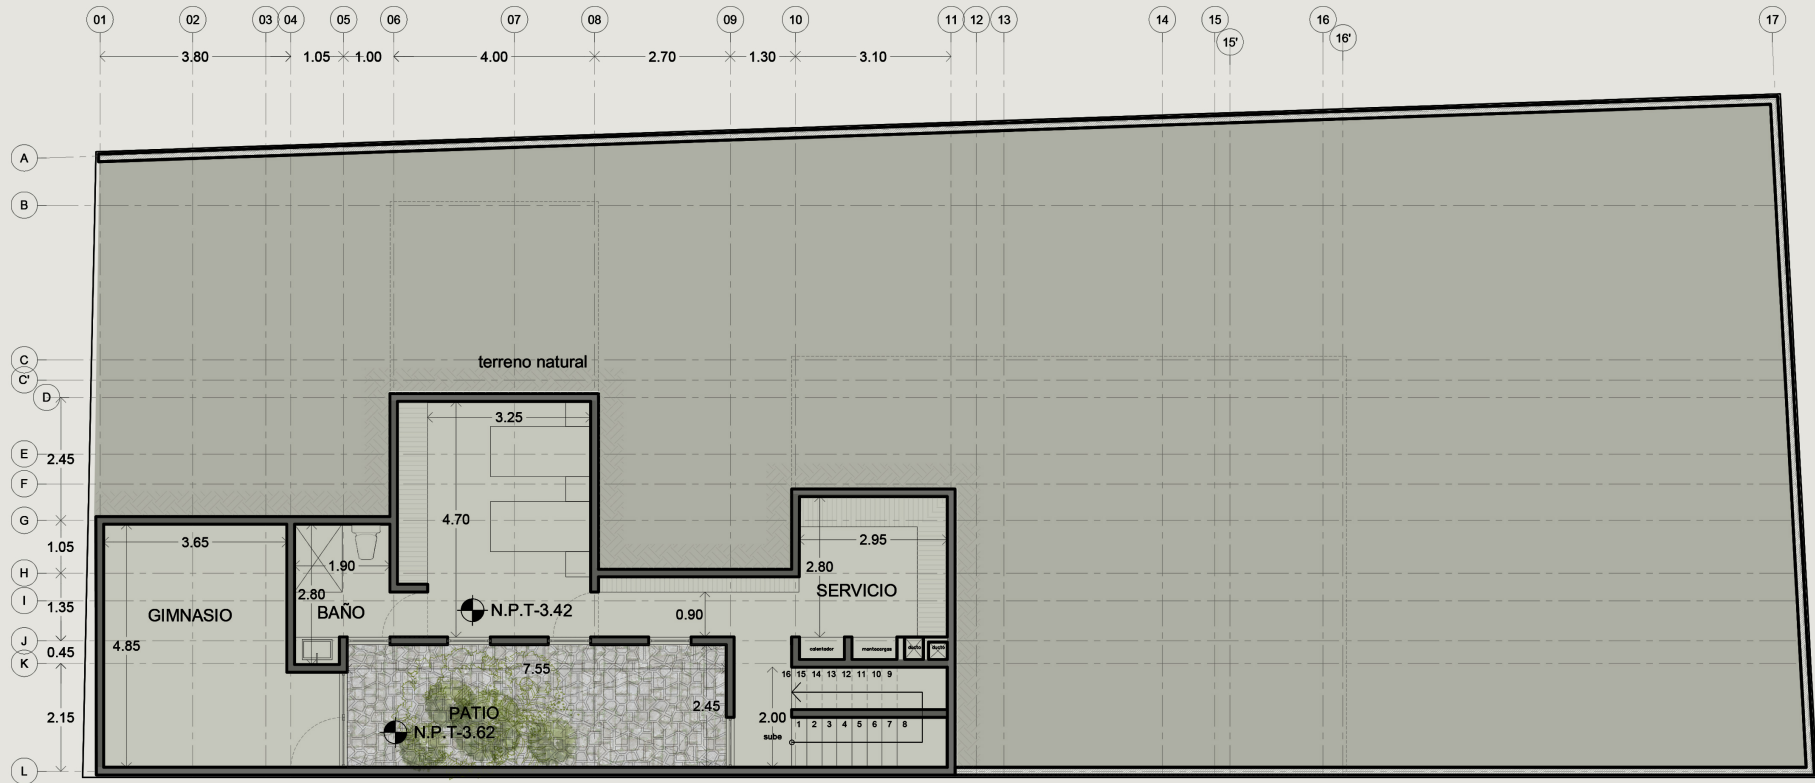 01 02 03 04 05 06 07 08 09 10 11 12 13 14 15 15' 16 16' 17
3.80 1.05 1.00 4.00 2.70 1.30 3.10
A
B
C
C'
D
E
F
G
H
I
J
K
L
2.45
1.05
1.35
0.45
2.15
terreno natural
3.25
4.70
3.65
4.85
GIMNASIO
1.90
2.80
BAÑO
N.P.T-3.42
0.90
2.95
2.80
SERVICIO
calentador montacargas ducto ducto
7.55
2.45
PATIO
N.P.T-3.62
16 15 14 13 12 11 10 9
2.00
1 2 3 4 5 6 7 8
sube